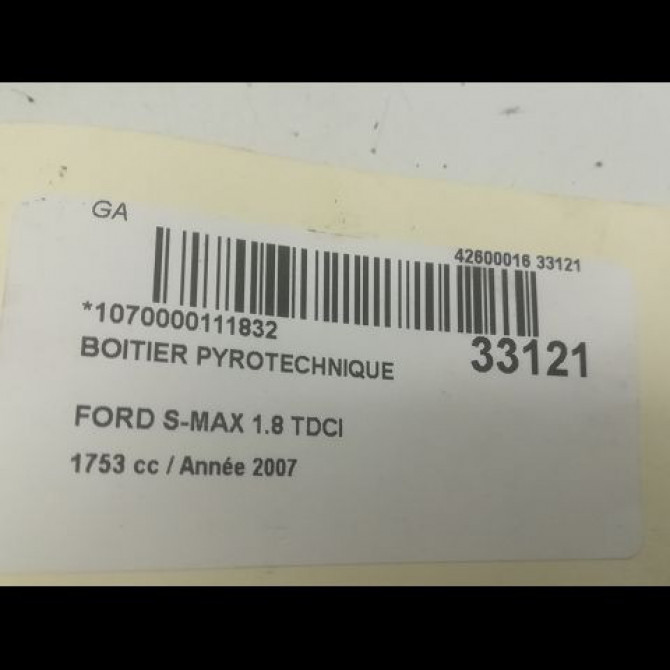 GA
42600016 33121
*1070000111832
33121
BOITIER PYROTECHNIQUE
FORD S-MAX 1.8 TDCI
1753 cc / Année 2007